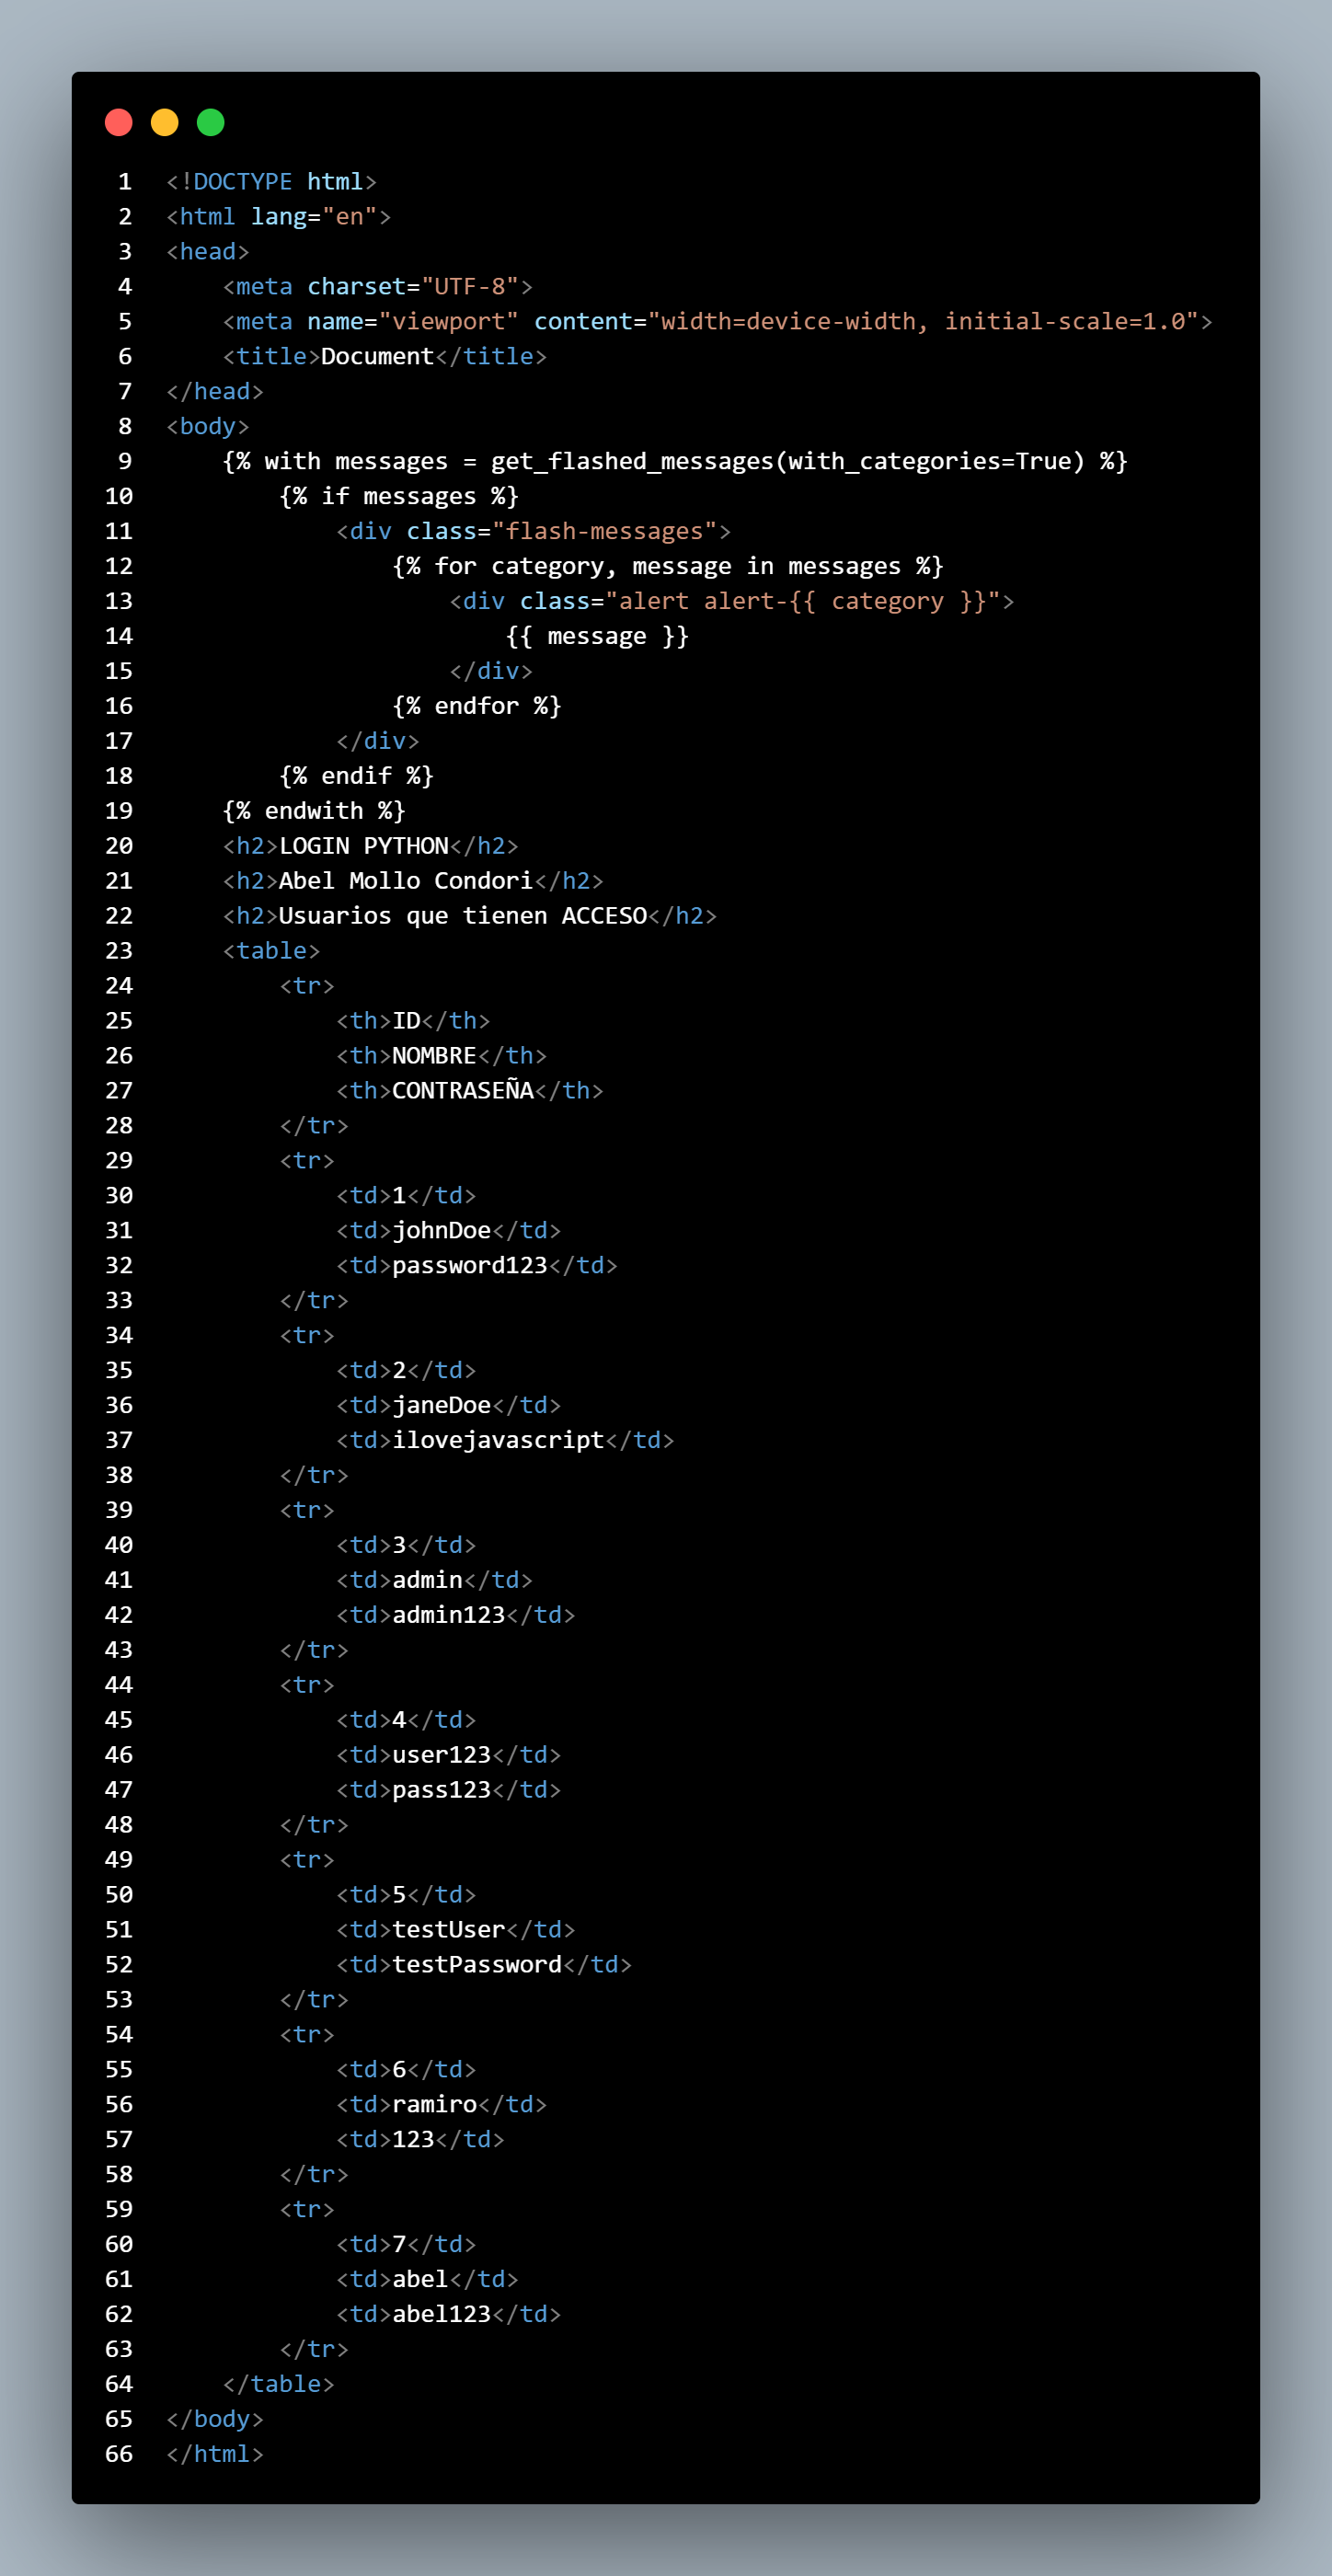 1 <!DOCTYPE html>
2 <html lang="en">
3 <head>
4     <meta charset="UTF-8">
5     <meta name="viewport" content="width=device-width, initial-scale=1.0">
6     <title>Document</title>
7 </head>
8 <body>
9     {% with messages = get_flashed_messages(with_categories=True) %}
10         {% if messages %}
11             <div class="flash-messages">
12                 {% for category, message in messages %}
13                     <div class="alert alert-{{ category }}">
14                         {{ message }}
15                     </div>
16                 {% endfor %}
17             </div>
18         {% endif %}
19     {% endwith %}
20     <h2>LOGIN PYTHON</h2>
21     <h2>Abel Mollo Condori</h2>
22     <h2>Usuarios que tienen ACCESO</h2>
23     <table>
24         <tr>
25             <th>ID</th>
26             <th>NOMBRE</th>
27             <th>CONTRASEÑA</th>
28         </tr>
29         <tr>
30             <td>1</td>
31             <td>johnDoe</td>
32             <td>password123</td>
33         </tr>
34         <tr>
35             <td>2</td>
36             <td>janeDoe</td>
37             <td>ilovejavascript</td>
38         </tr>
39         <tr>
40             <td>3</td>
41             <td>admin</td>
42             <td>admin123</td>
43         </tr>
44         <tr>
45             <td>4</td>
46             <td>user123</td>
47             <td>pass123</td>
48         </tr>
49         <tr>
50             <td>5</td>
51             <td>testUser</td>
52             <td>testPassword</td>
53         </tr>
54         <tr>
55             <td>6</td>
56             <td>ramiro</td>
57             <td>123</td>
58         </tr>
59         <tr>
60             <td>7</td>
61             <td>abel</td>
62             <td>abel123</td>
63         </tr>
64     </table>
65 </body>
66 </html>